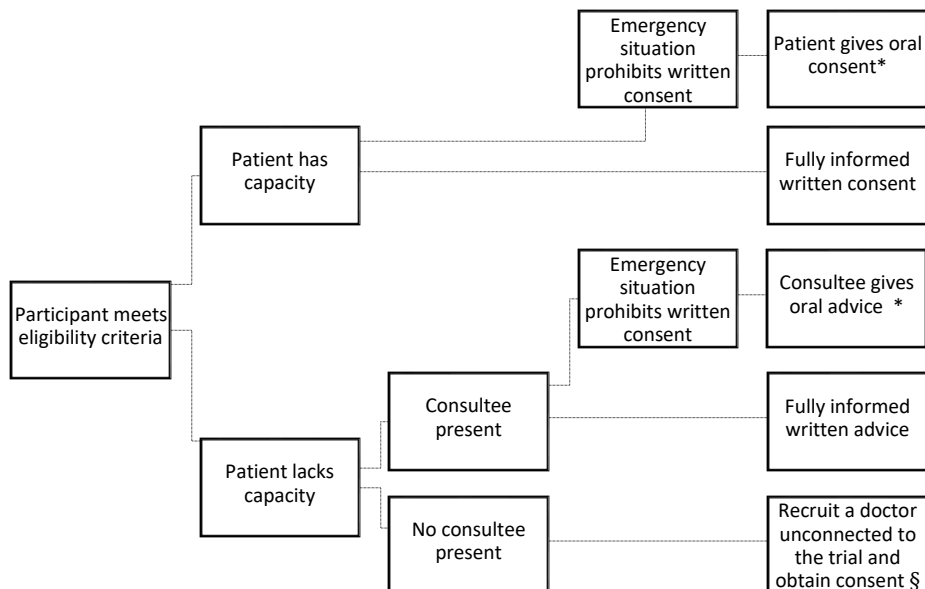 Emergency
situation
prohibits written
consent
Patient gives oral
consent*
Patient has
capacity
Fully informed
written consent
Participant meets
eligibility criteria
Emergency
situation
prohibits written
consent
Consultee gives
oral advice *
Consultee
present
Fully informed
written advice
Patient lacks
capacity
No consultee
present
Recruit a doctor
unconnected to
the trial and
obtain consent §